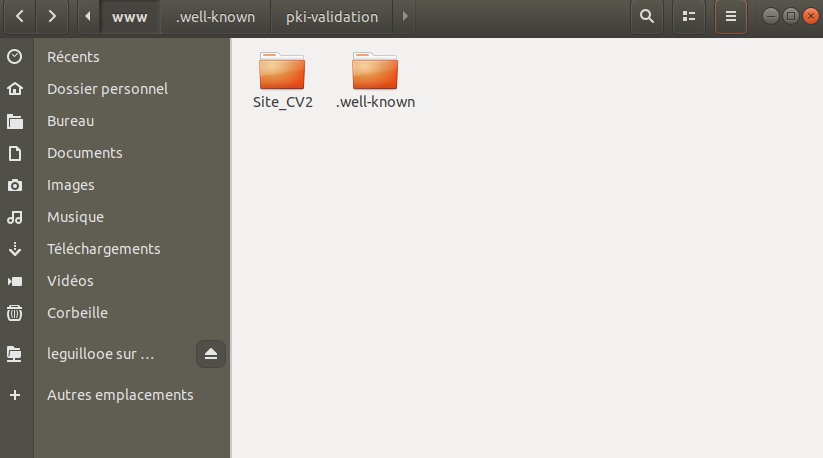 www
.well-known
pki-validation
Récents
Dossier personnel
Bureau
Documents
Images
Musique
Téléchargements
Vidéos
Corbeille
leguillooe sur ...
Autres emplacements
Site_CV2
.well-known